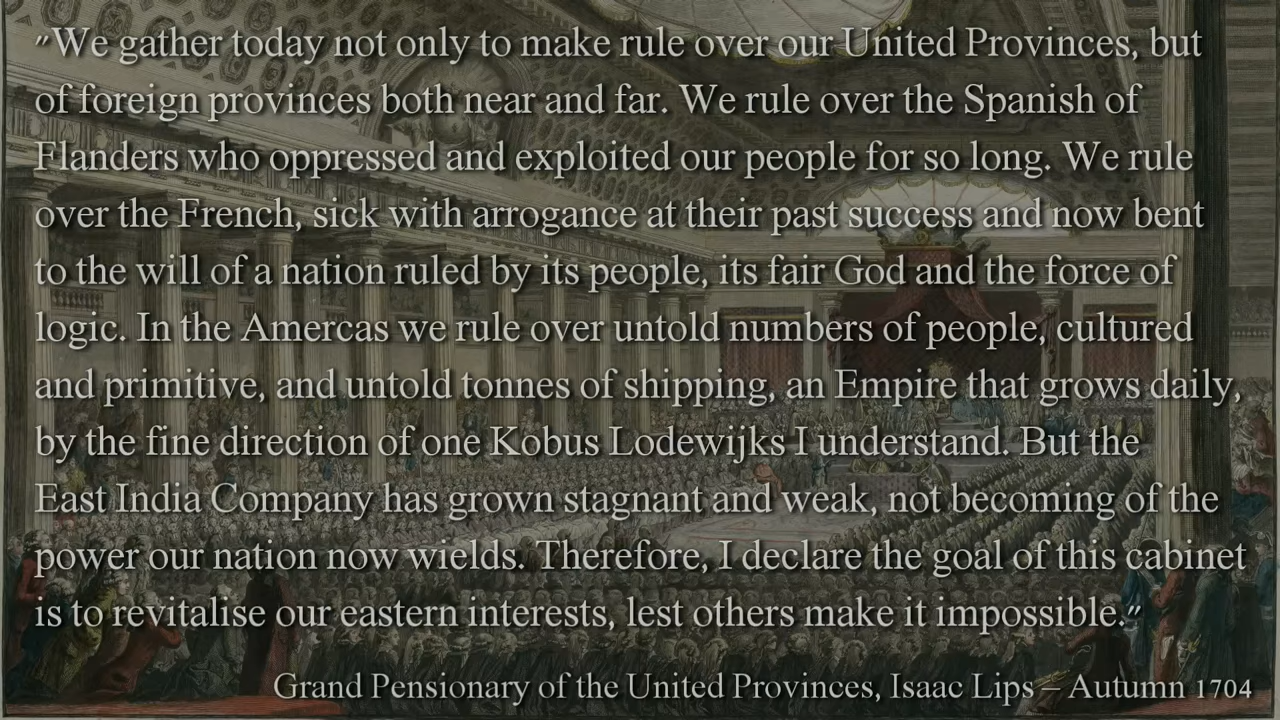 "We gather today not only to make rule over our United Provinces, but
of foreign provinces both near and far. We rule over the Spanish of
Flanders who oppressed and exploited our people for so long. We rule
over the French, sick with arrogance at their past success and now bent
to the will of a nation ruled by its people, its fair God and the force of
logic. In the Amercas we rule over untold numbers of people, cultured
and primitive, and untold tonnes of shipping, an Empire that grows daily,
by the fine direction of one Kobus Lodewijks I understand. But the
East India Company has grown stagnant and weak, not becoming of the
power our nation now wields. Therefore, I declare the goal of this cabinet
is to revitalise our eastern interests, lest others make it impossible."
Grand Pensionary of the United Provinces, Isaac Lips – Autumn 1704